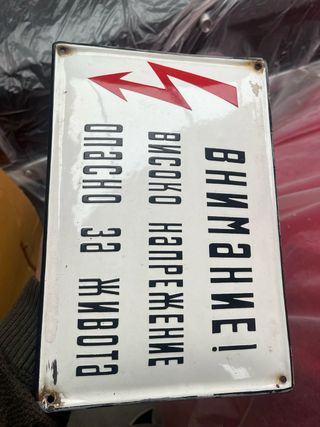 ВНИМАНИЕ!
ВИСОКО НАПРЕЖЕНИЕ
ОПАСНО ЗА ЖИВОТА